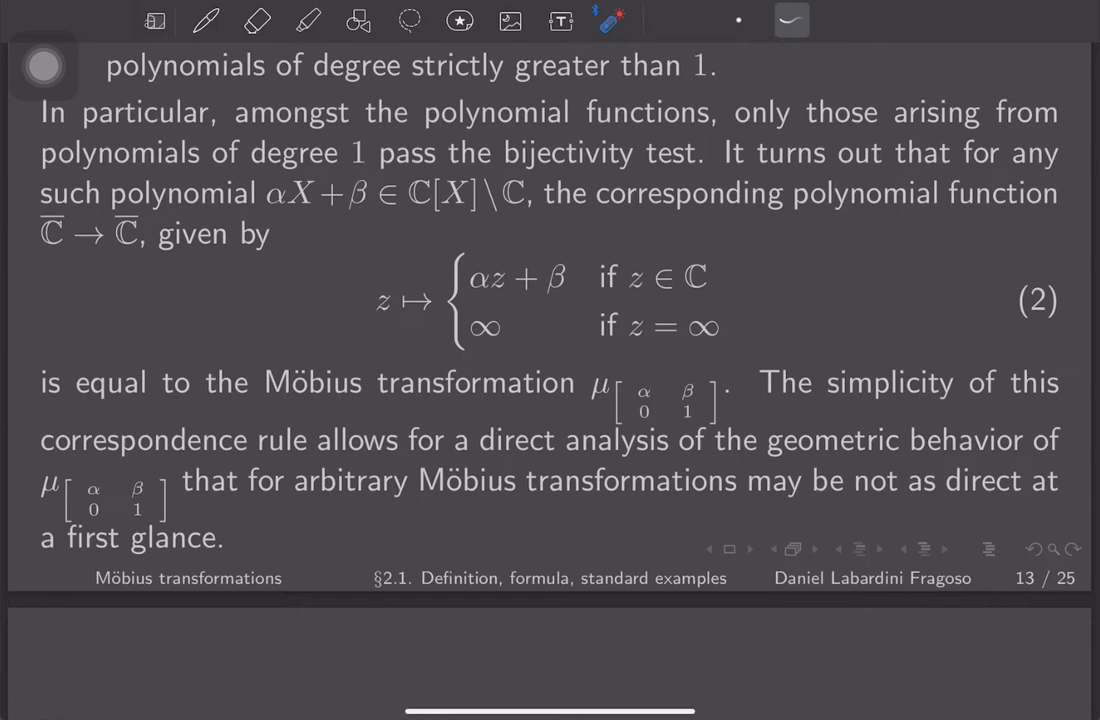 polynomials of degree strictly greater than 1.
In particular, amongst the polynomial functions, only those arising from
polynomials of degree 1 pass the bijectivity test. It turns out that for any
such polynomial αX + β ∈ ℂ[X] \ ℂ, the corresponding polynomial function
ℂ̅ → ℂ̅, given by
z ↦ { αz + β if z ∈ ℂ
∞ if z = ∞ (2)
is equal to the Möbius transformation μ[ α β ; 0 1 ]. The simplicity of this
correspondence rule allows for a direct analysis of the geometric behavior of
μ[ α β ; 0 1 ] that for arbitrary Möbius transformations may be not as direct at
a first glance.
Möbius transformations §2.1. Definition, formula, standard examples Daniel Labardini Fragoso 13 / 25